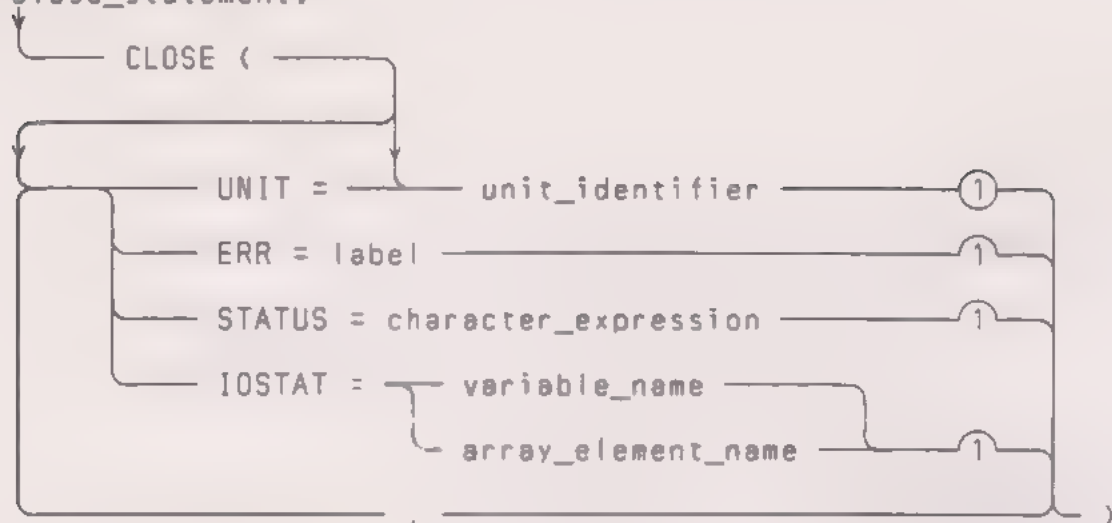 CLOSE (
UNIT = unit_identifier 1
ERR = label 1
STATUS = character_expression 1
IOSTAT = variable_name
array_element_name 1